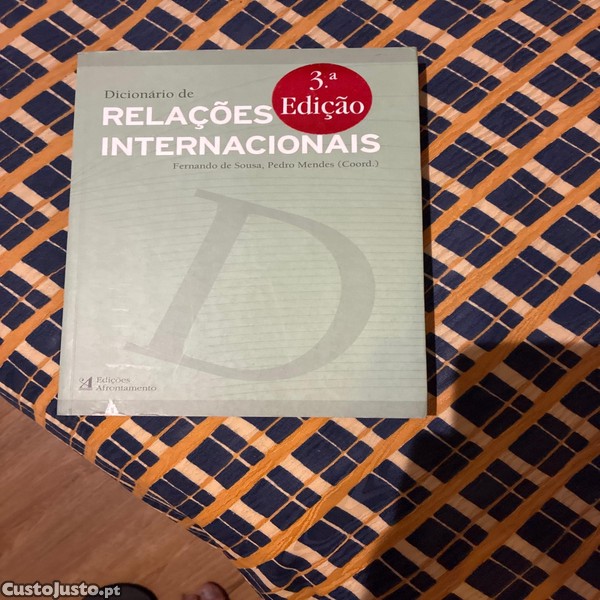 Dicionário de
RELAÇÕES
INTERNACIONAIS
3.ª
Edição
Fernando de Sousa, Pedro Mendes (Coord.)
D
Edições
Afrontamento
CustoJusto.pt